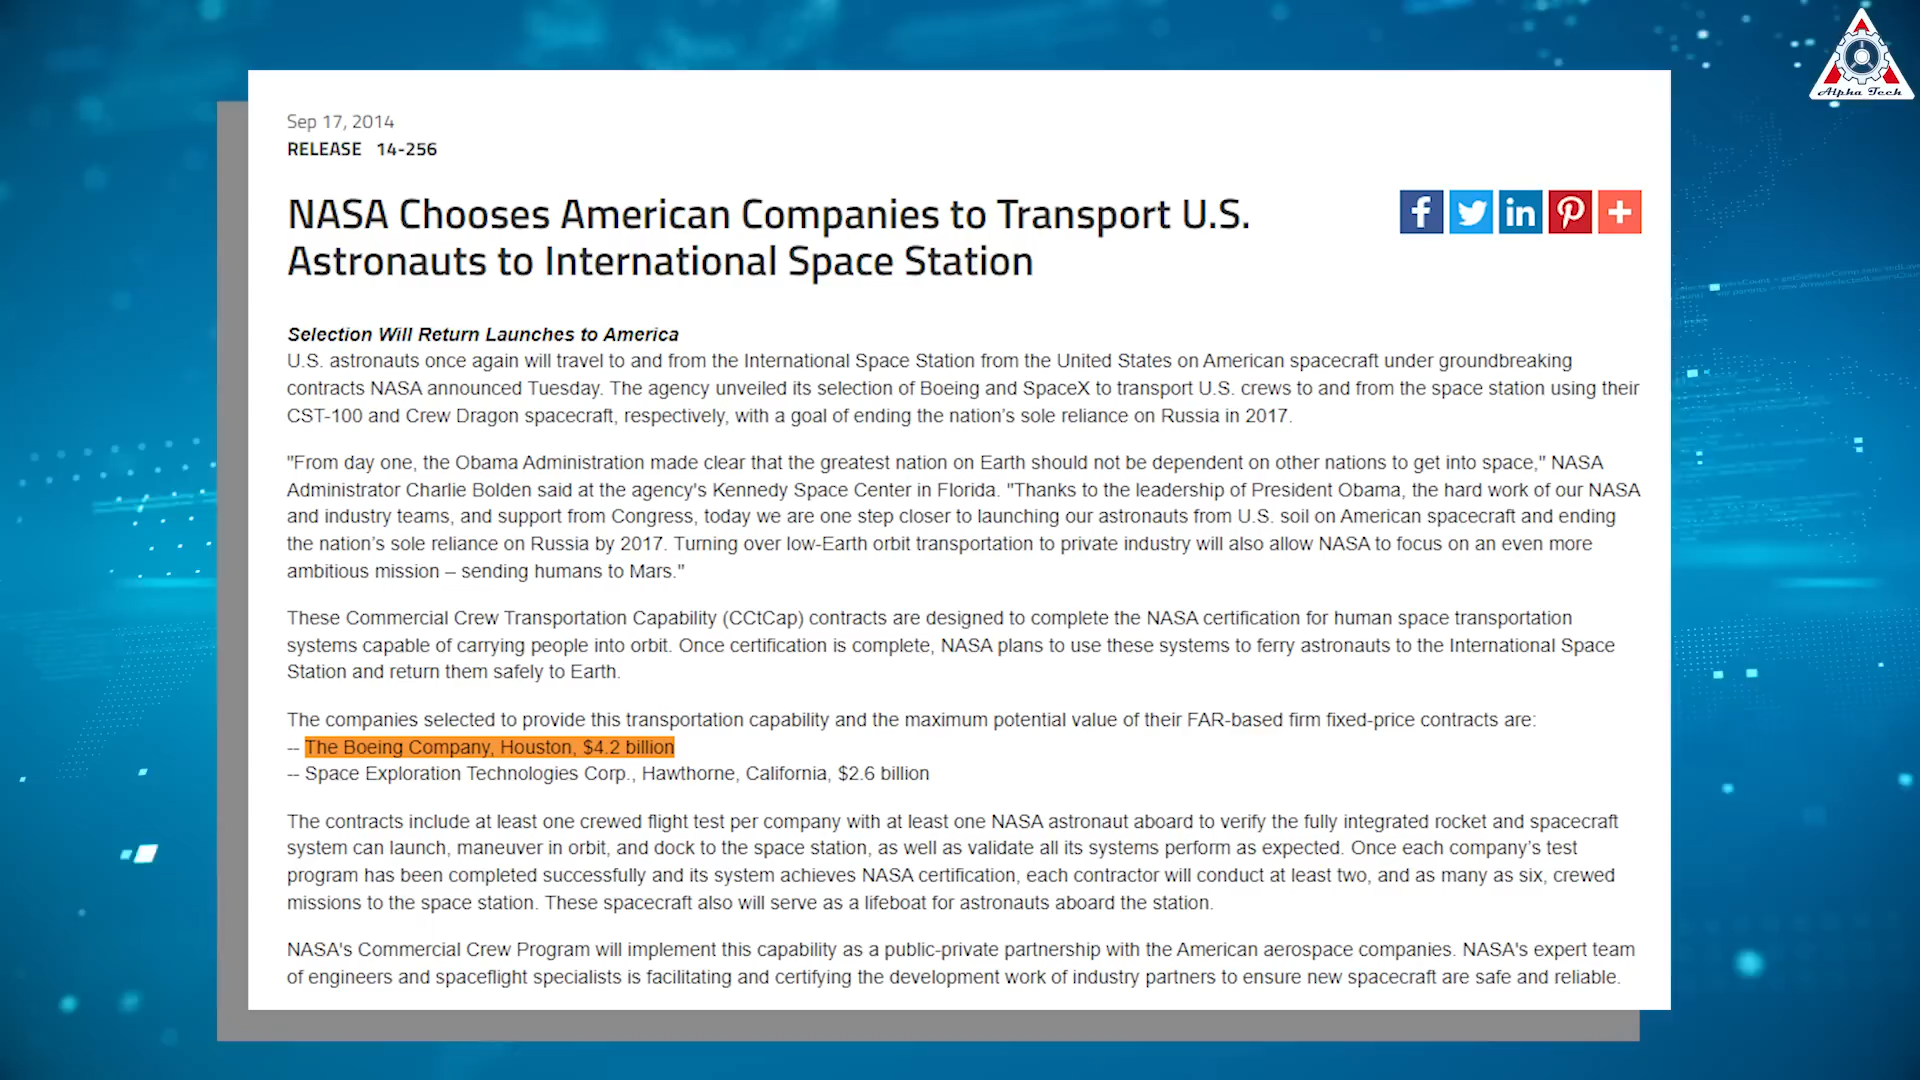 Alpha Tech
Sep 17, 2014
RELEASE 14-256
NASA Chooses American Companies to Transport U.S.
Astronauts to International Space Station
Selection Will Return Launches to America
U.S. astronauts once again will travel to and from the International Space Station from the United States on American spacecraft under groundbreaking
contracts NASA announced Tuesday. The agency unveiled its selection of Boeing and SpaceX to transport U.S. crews to and from the space station using their
CST-100 and Crew Dragon spacecraft, respectively, with a goal of ending the nation's sole reliance on Russia in 2017.
"From day one, the Obama Administration made clear that the greatest nation on Earth should not be dependent on other nations to get into space," NASA
Administrator Charlie Bolden said at the agency's Kennedy Space Center in Florida. "Thanks to the leadership of President Obama, the hard work of our NASA
and industry teams, and support from Congress, today we are one step closer to launching our astronauts from U.S. soil on American spacecraft and ending
the nation's sole reliance on Russia by 2017. Turning over low-Earth orbit transportation to private industry will also allow NASA to focus on an even more
ambitious mission – sending humans to Mars."
These Commercial Crew Transportation Capability (CCtCap) contracts are designed to complete the NASA certification for human space transportation
systems capable of carrying people into orbit. Once certification is complete, NASA plans to use these systems to ferry astronauts to the International Space
Station and return them safely to Earth.
The companies selected to provide this transportation capability and the maximum potential value of their FAR-based firm fixed-price contracts are:
-- The Boeing Company, Houston, $4.2 billion
-- Space Exploration Technologies Corp., Hawthorne, California, $2.6 billion
The contracts include at least one crewed flight test per company with at least one NASA astronaut aboard to verify the fully integrated rocket and spacecraft
system can launch, maneuver in orbit, and dock to the space station, as well as validate all its systems perform as expected. Once each company's test
program has been completed successfully and its system achieves NASA certification, each contractor will conduct at least two, and as many as six, crewed
missions to the space station. These spacecraft also will serve as a lifeboat for astronauts aboard the station.
NASA's Commercial Crew Program will implement this capability as a public-private partnership with the American aerospace companies. NASA's expert team
of engineers and spaceflight specialists is facilitating and certifying the development work of industry partners to ensure new spacecraft are safe and reliable.